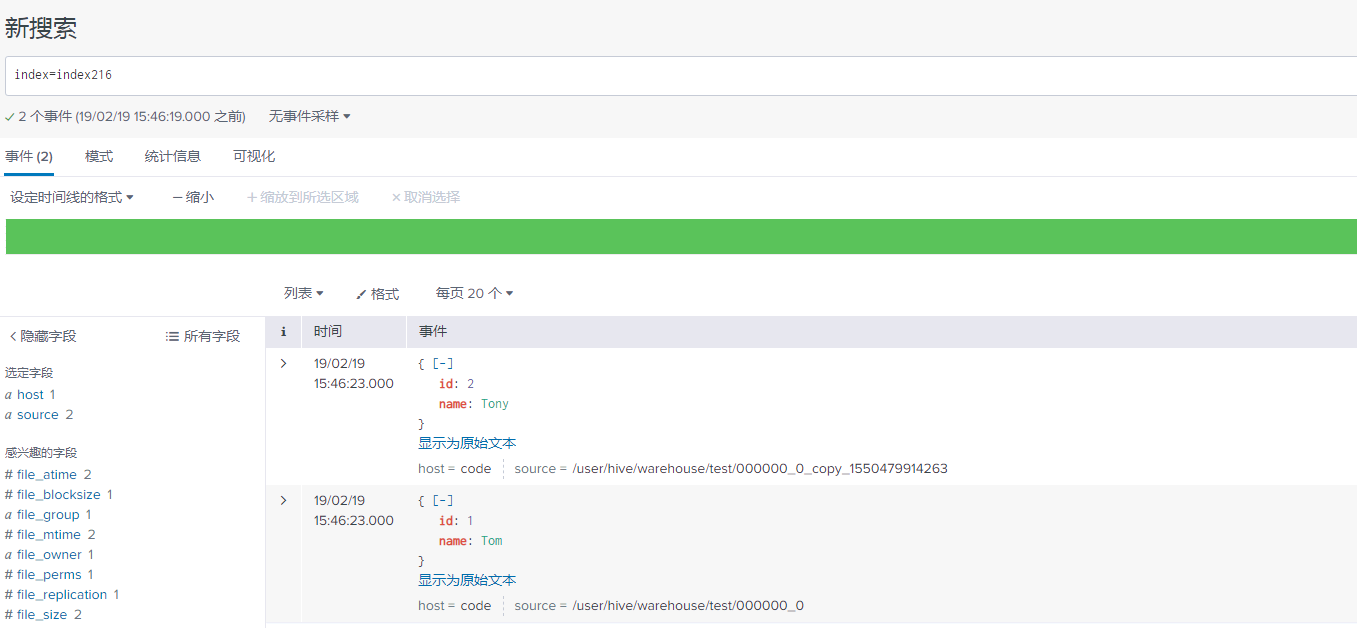 新搜索
index=index216
2 个事件 (19/02/19 15:46:19.000 之前) 无事件采样
事件 (2) 模式 统计信息 可视化
设定时间线的格式 — 缩小 + 缩放到所选区域 × 取消选择
列表 格式 每页 20 个
< 隐藏字段 所有字段
i 时间 事件
选定字段
a host 1
a source 2
感兴趣的字段
# file_atime 2
# file_blocksize 1
a file_group 1
# file_mtime 2
a file_owner 1
# file_perms 1
# file_replication 1
# file_size 2
> 19/02/19 15:46:23.000
{ [-]
id: 2
name: Tony
}
显示为原始文本
host = code source = /user/hive/warehouse/test/000000_0_copy_1550479914263
> 19/02/19 15:46:23.000
{ [-]
id: 1
name: Tom
}
显示为原始文本
host = code source = /user/hive/warehouse/test/000000_0